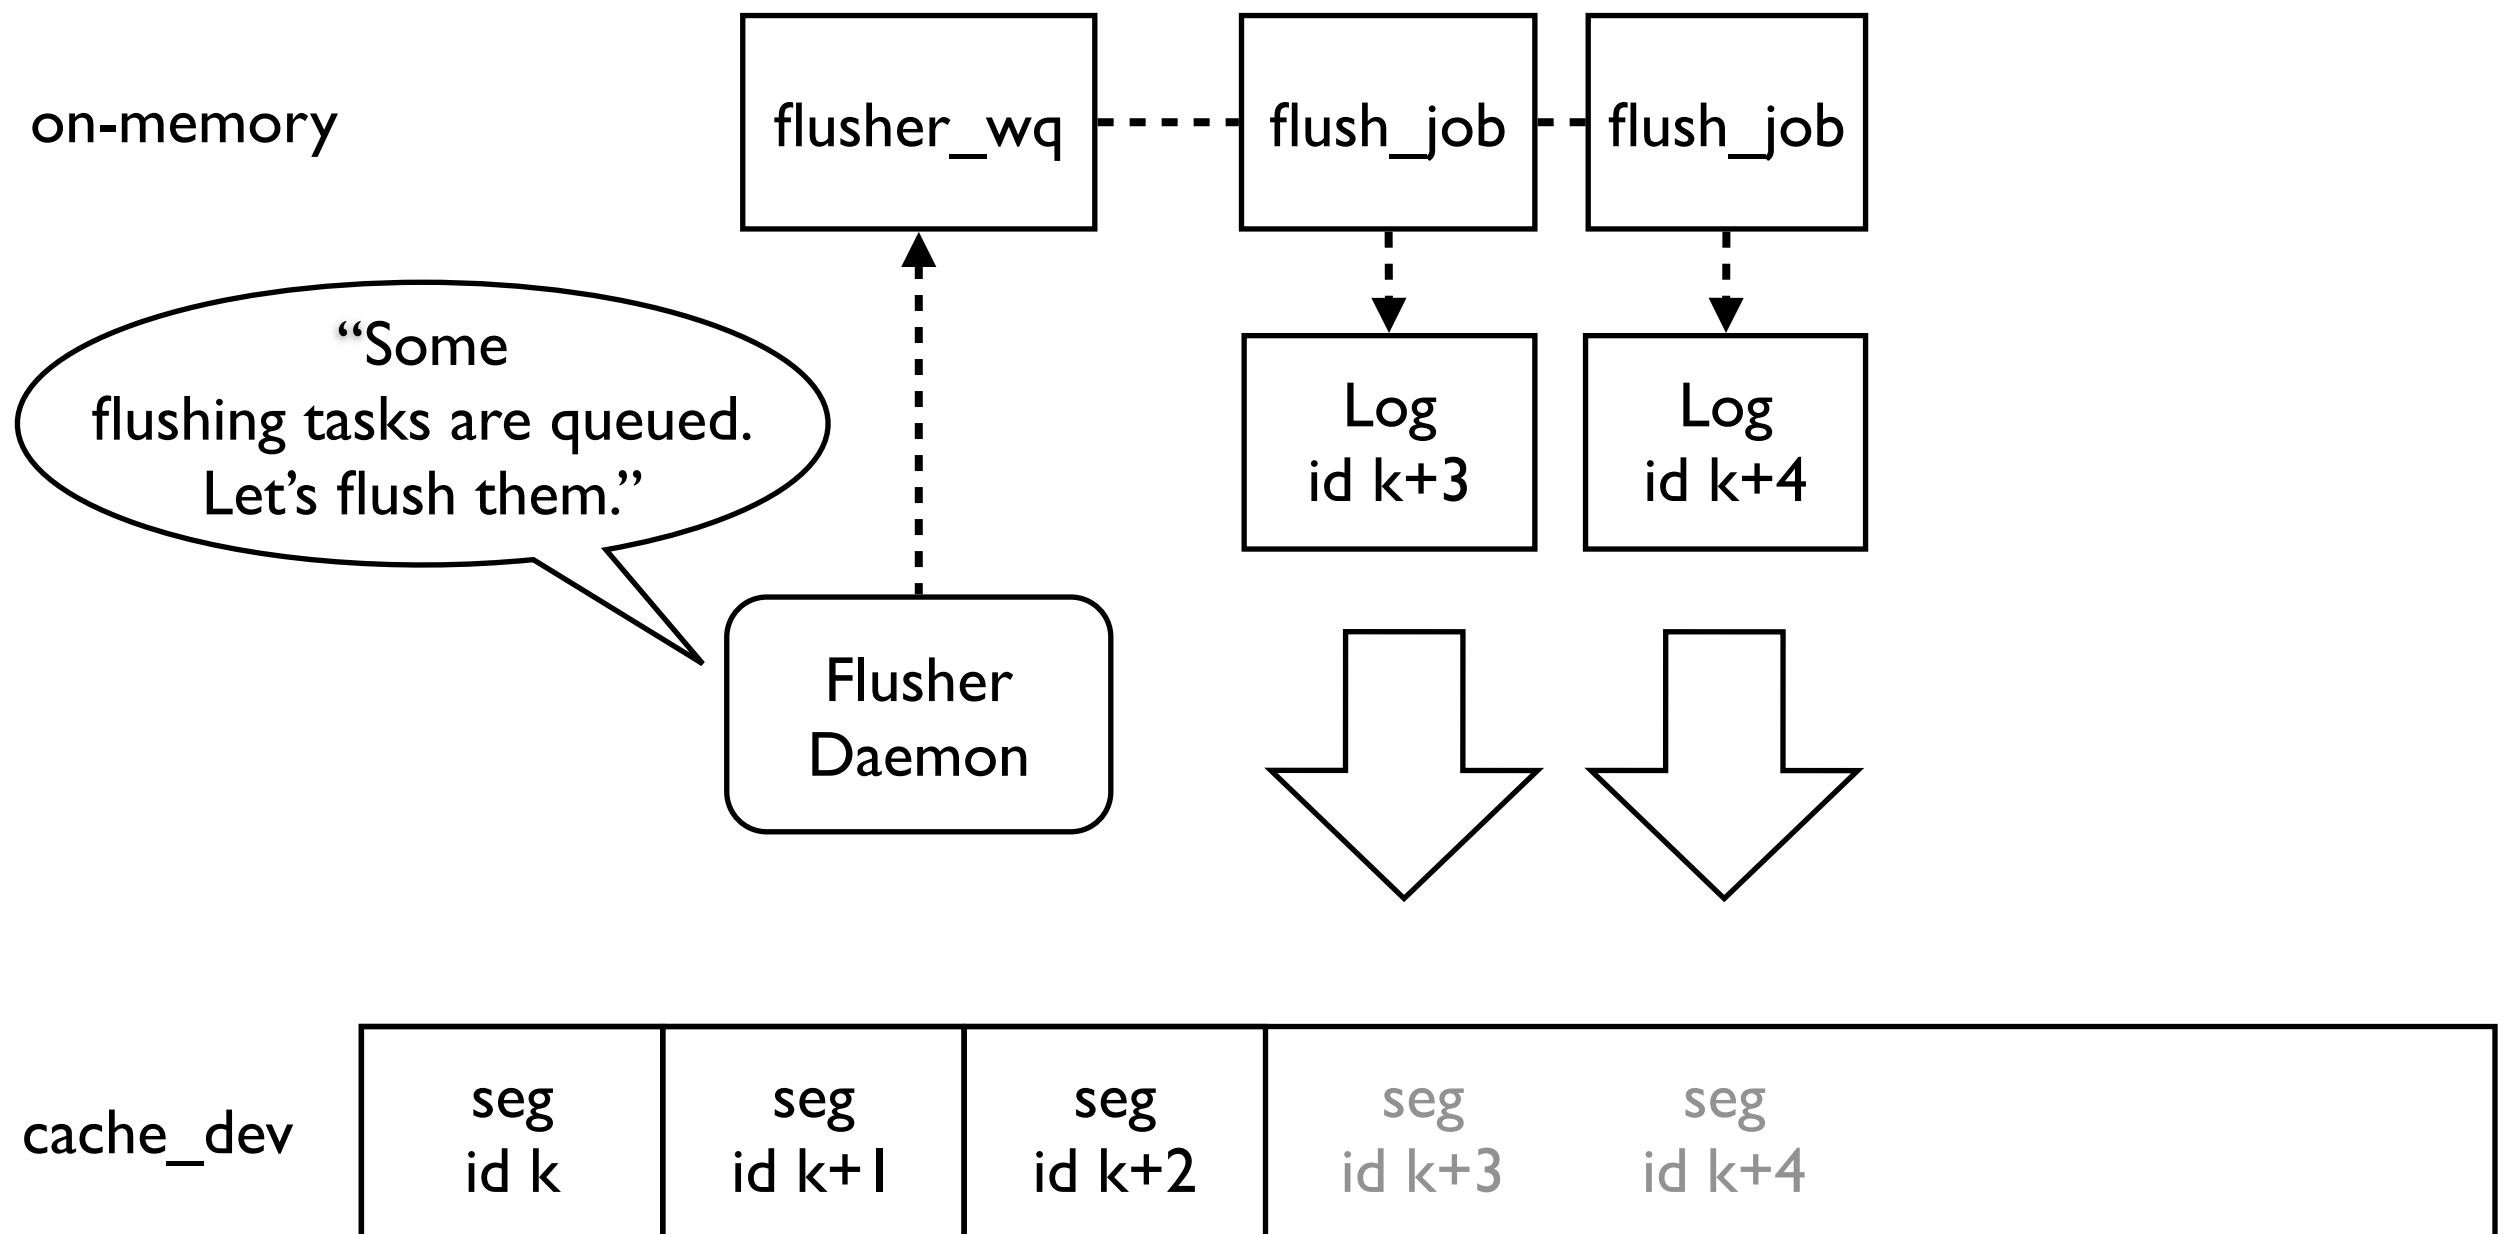 on-memory
flusher_wq
flush_job
flush_job
“Some
flushing tasks are queued.
Let’s flush them.”
Log
id k+3
Log
id k+4
Flusher
Daemon
cache_dev
seg
id k
seg
id k+1
seg
id k+2
seg
id k+3
seg
id k+4